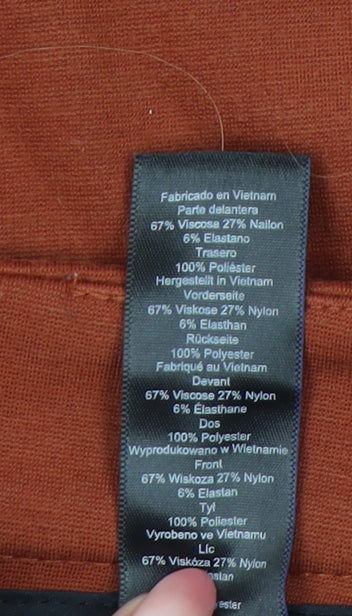 Fabricado en Vietnam
Parte delantera
67% Viscose 27% Nailon
6% Elastano
Trasero
100% Poliéster
Hergestellt in Vietnam
Vorderseite
67% Viskose 27% Nylon
6% Elasthan
Rückseite
100% Polyester
Fabriqué au Vietnam
Devant
67% Viscose 27% Nylon
6% Élasthane
Dos
100% Polyester
Wyprodukowano w Wietnamie
Front
67% Wiskoza 27% Nylon
6% Elastan
Tył
100% Poliester
Vyrobeno ve Vietnamu
Líc
67% Viskóza 27% Nylon